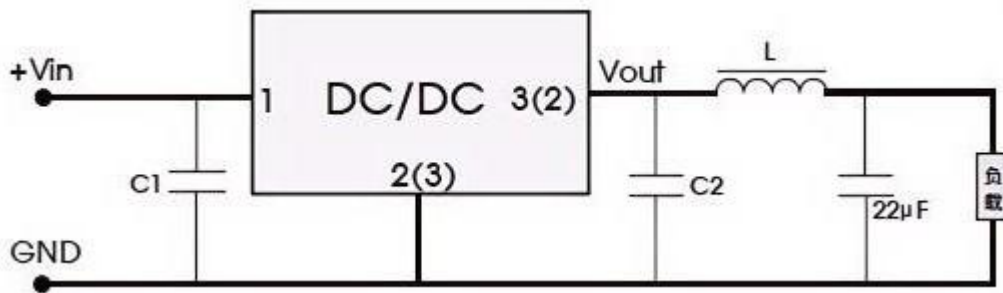 +Vin
1
DC/DC
3(2)
2(3)
Vout
L
C1
C2
22μF
负载
GND